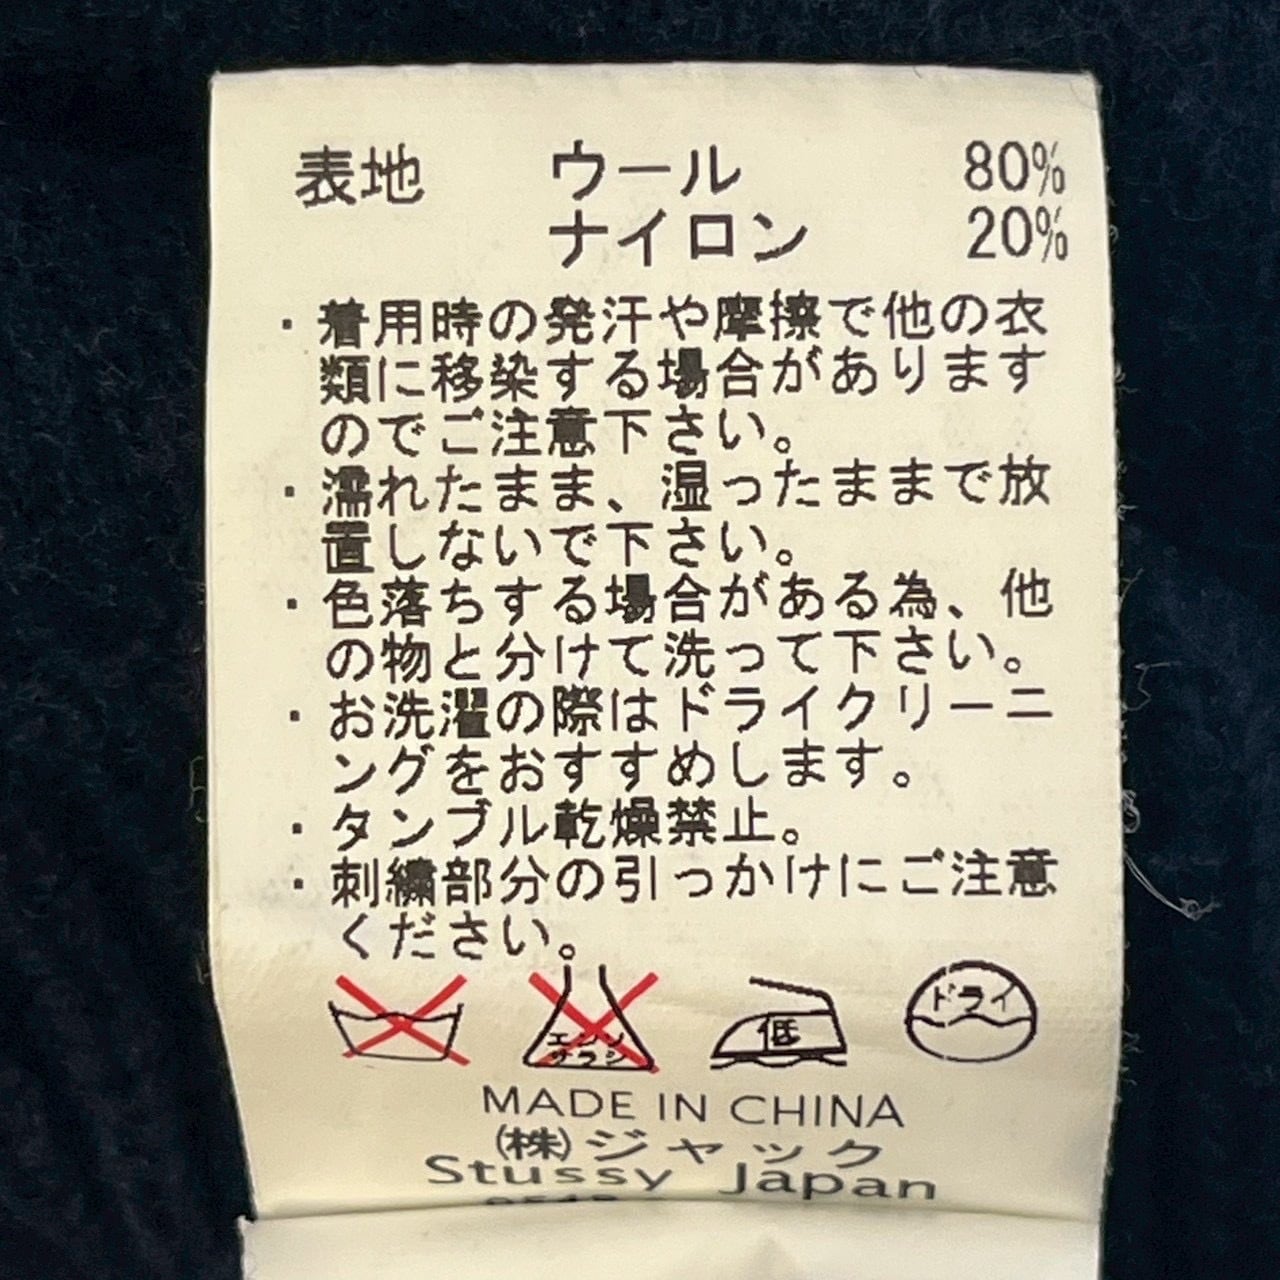 表地 ウール 80%
ナイロン 20%
・着用時の発汗や摩擦で他の衣
類に移染する場合があります
のでご注意下さい。
・濡れたまま、湿ったままで放
置しないで下さい。
・色落ちする場合がある為、他
の物と分けて洗って下さい。
・お洗濯の際はドライクリーニ
ングをおすすめします。
・タンブル乾燥禁止。
・刺繍部分の引っかけにご注意
ください。
エンソ
サラシ
低
ドライ
MADE IN CHINA
(株)ジャック
Stussy Japan